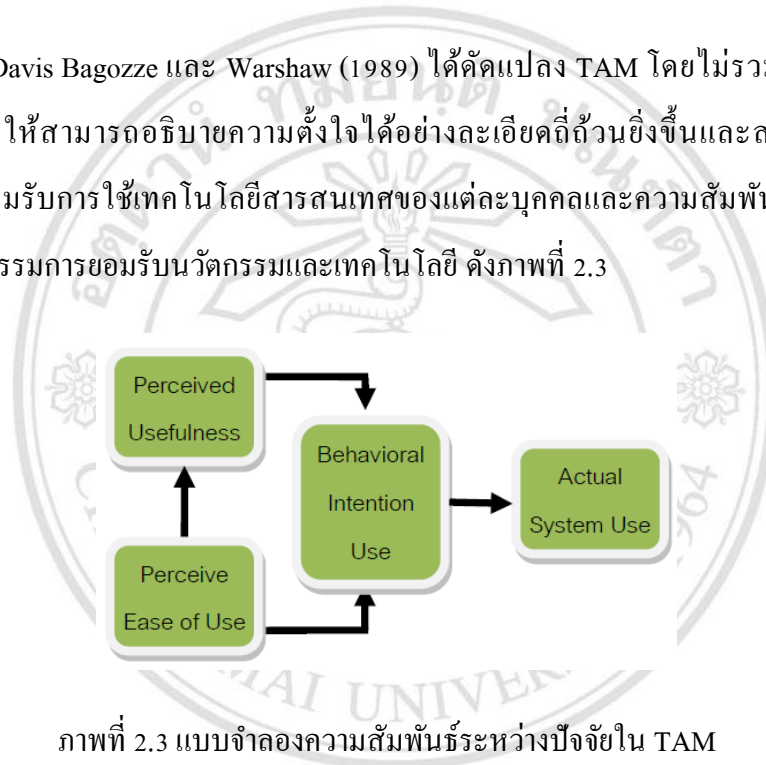 Davis Bagozze และ Warshaw (1989) ได้ดัดแปลง TAM โดยไม่รวม
ให้สามารถอธิบายความตั้งใจได้อย่างละเอียดถี่ถ้วนยิ่งขึ้นและส
มรับการใช้เทคโนโลยีสารสนเทศของแต่ละบุคคลและความสัมพัน
รรมการยอมรับนวัตกรรมและเทคโนโลยี ดังภาพที่ 2.3
Perceived
Usefulness
Behavioral
Intention
Use
Actual
System Use
Perceive
Ease of Use
ภาพที่ 2.3 แบบจำลองความสัมพันธ์ระหว่างปัจจัยใน TAM